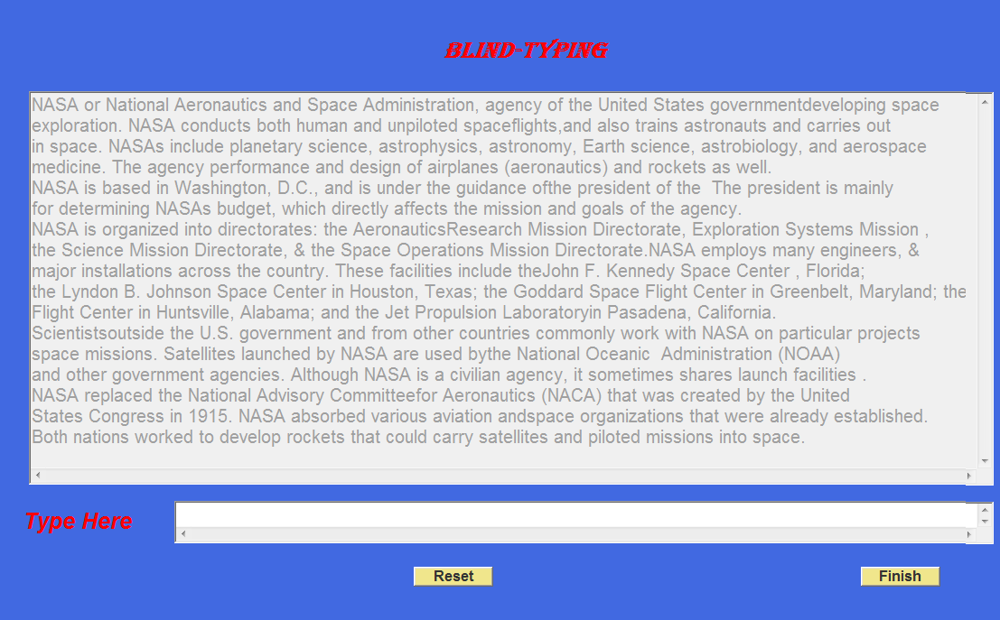 BLIND-TYPING
NASA or National Aeronautics and Space Administration, agency of the United States governmentdeveloping space
exploration. NASA conducts both human and unpiloted spaceflights,and also trains astronauts and carries out
in space. NASAs include planetary science, astrophysics, astronomy, Earth science, astrobiology, and aerospace
medicine. The agency performance and design of airplanes (aeronautics) and rockets as well.
NASA is based in Washington, D.C., and is under the guidance ofthe president of the  The president is mainly
for determining NASAs budget, which directly affects the mission and goals of the agency.
NASA is organized into directorates: the AeronauticsResearch Mission Directorate, Exploration Systems Mission ,
the Science Mission Directorate, & the Space Operations Mission Directorate.NASA employs many engineers, &
major installations across the country. These facilities include theJohn F. Kennedy Space Center , Florida;
the Lyndon B. Johnson Space Center in Houston, Texas; the Goddard Space Flight Center in Greenbelt, Maryland; the
Flight Center in Huntsville, Alabama; and the Jet Propulsion Laboratoryin Pasadena, California.
Scientistsoutside the U.S. government and from other countries commonly work with NASA on particular projects
space missions. Satellites launched by NASA are used bythe National Oceanic  Administration (NOAA)
and other government agencies. Although NASA is a civilian agency, it sometimes shares launch facilities .
NASA replaced the National Advisory Committeefor Aeronautics (NACA) that was created by the United
States Congress in 1915. NASA absorbed various aviation andspace organizations that were already established.
Both nations worked to develop rockets that could carry satellites and piloted missions into space.
Type Here
Reset
Finish